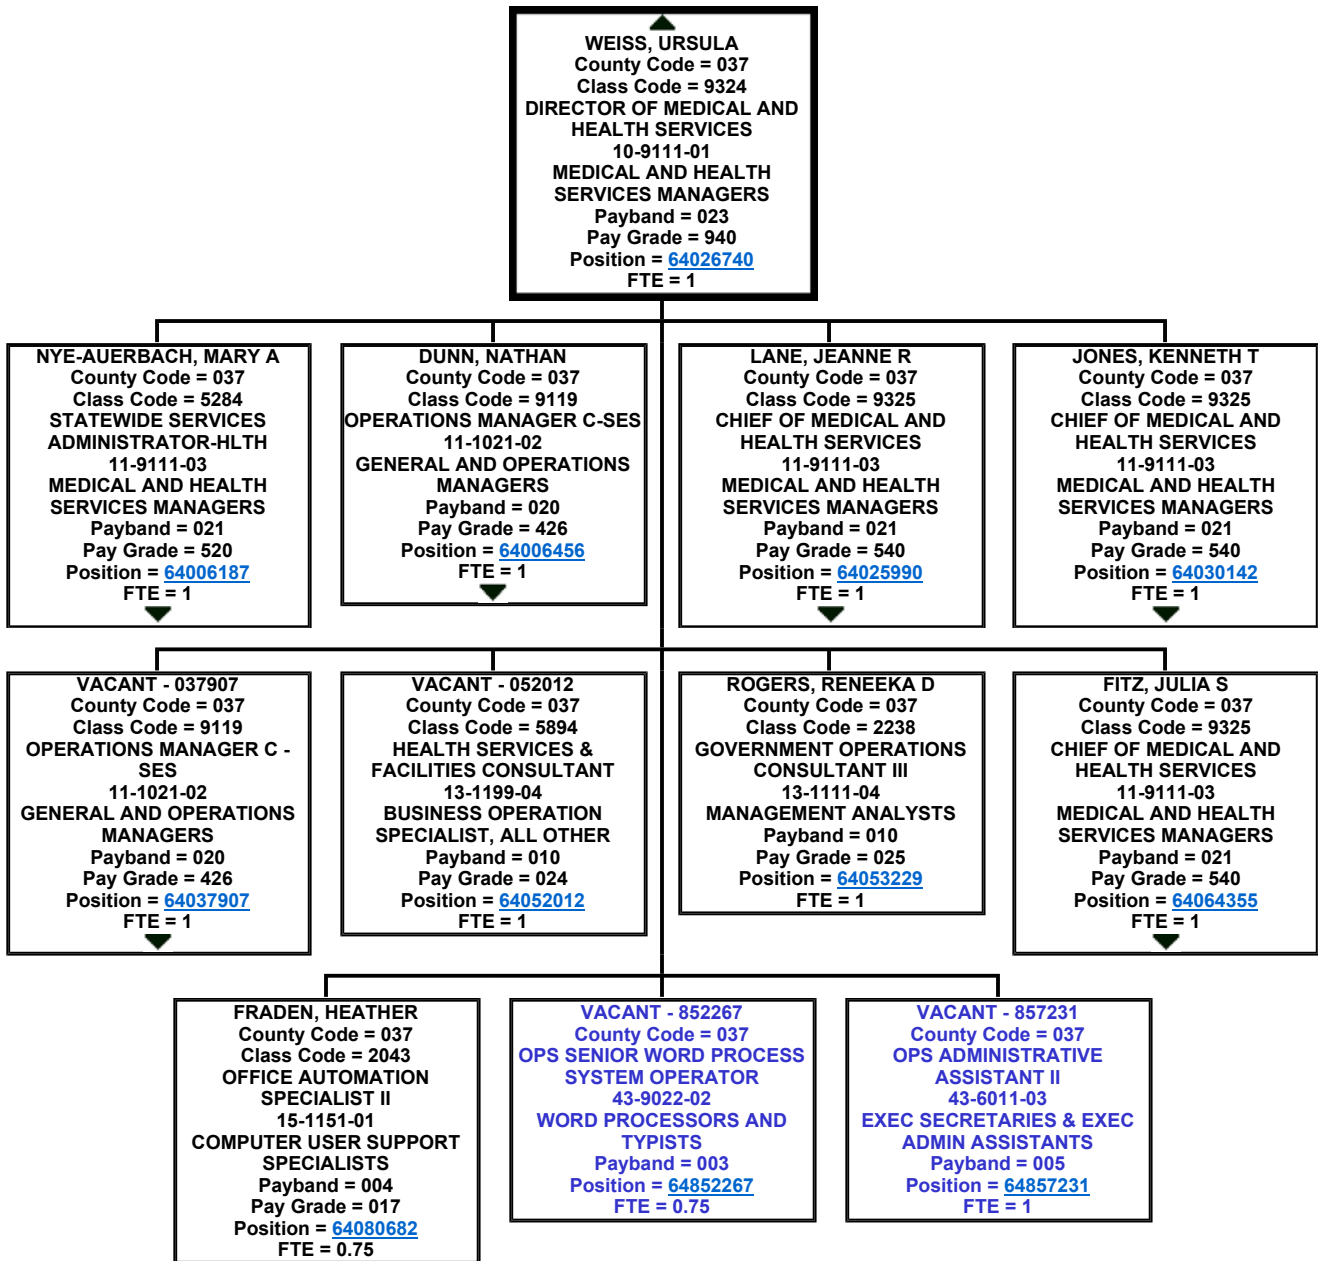 WEISS, URSULA
County Code = 037
Class Code = 9324
DIRECTOR OF MEDICAL AND
HEALTH SERVICES
10-9111-01
MEDICAL AND HEALTH
SERVICES MANAGERS
Payband = 023
Pay Grade = 940
Position = 64026740
FTE = 1
NYE-AUERBACH, MARY A
County Code = 037
Class Code = 5284
STATEWIDE SERVICES
ADMINISTRATOR-HLTH
11-9111-03
MEDICAL AND HEALTH
SERVICES MANAGERS
Payband = 021
Pay Grade = 520
Position = 64006187
FTE = 1
DUNN, NATHAN
County Code = 037
Class Code = 9119
OPERATIONS MANAGER C-SES
11-1021-02
GENERAL AND OPERATIONS
MANAGERS
Payband = 020
Pay Grade = 426
Position = 64006456
FTE = 1
LANE, JEANNE R
County Code = 037
Class Code = 9325
CHIEF OF MEDICAL AND
HEALTH SERVICES
11-9111-03
MEDICAL AND HEALTH
SERVICES MANAGERS
Payband = 021
Pay Grade = 540
Position = 64025990
FTE = 1
JONES, KENNETH T
County Code = 037
Class Code = 9325
CHIEF OF MEDICAL AND
HEALTH SERVICES
11-9111-03
MEDICAL AND HEALTH
SERVICES MANAGERS
Payband = 021
Pay Grade = 540
Position = 64030142
FTE = 1
VACANT - 037907
County Code = 037
Class Code = 9119
OPERATIONS MANAGER C -
SES
11-1021-02
GENERAL AND OPERATIONS
MANAGERS
Payband = 020
Pay Grade = 426
Position = 64037907
FTE = 1
VACANT - 052012
County Code = 037
Class Code = 5894
HEALTH SERVICES &
FACILITIES CONSULTANT
13-1199-04
BUSINESS OPERATION
SPECIALIST, ALL OTHER
Payband = 010
Pay Grade = 024
Position = 64052012
FTE = 1
ROGERS, RENEEKA D
County Code = 037
Class Code = 2238
GOVERNMENT OPERATIONS
CONSULTANT III
13-1111-04
MANAGEMENT ANALYSTS
Payband = 010
Pay Grade = 025
Position = 64053229
FTE = 1
FITZ, JULIA S
County Code = 037
Class Code = 9325
CHIEF OF MEDICAL AND
HEALTH SERVICES
11-9111-03
MEDICAL AND HEALTH
SERVICES MANAGERS
Payband = 021
Pay Grade = 540
Position = 64064355
FTE = 1
FRADEN, HEATHER
County Code = 037
Class Code = 2043
OFFICE AUTOMATION
SPECIALIST II
15-1151-01
COMPUTER USER SUPPORT
SPECIALISTS
Payband = 004
Pay Grade = 017
Position = 64080682
FTE = 0.75
VACANT - 852267
County Code = 037
OPS SENIOR WORD PROCESS
SYSTEM OPERATOR
43-9022-02
WORD PROCESSORS AND
TYPISTS
Payband = 003
Position = 64852267
FTE = 0.75
VACANT - 857231
County Code = 037
OPS ADMINISTRATIVE
ASSISTANT II
43-6011-03
EXEC SECRETARIES & EXEC
ADMIN ASSISTANTS
Payband = 005
Position = 64857231
FTE = 1